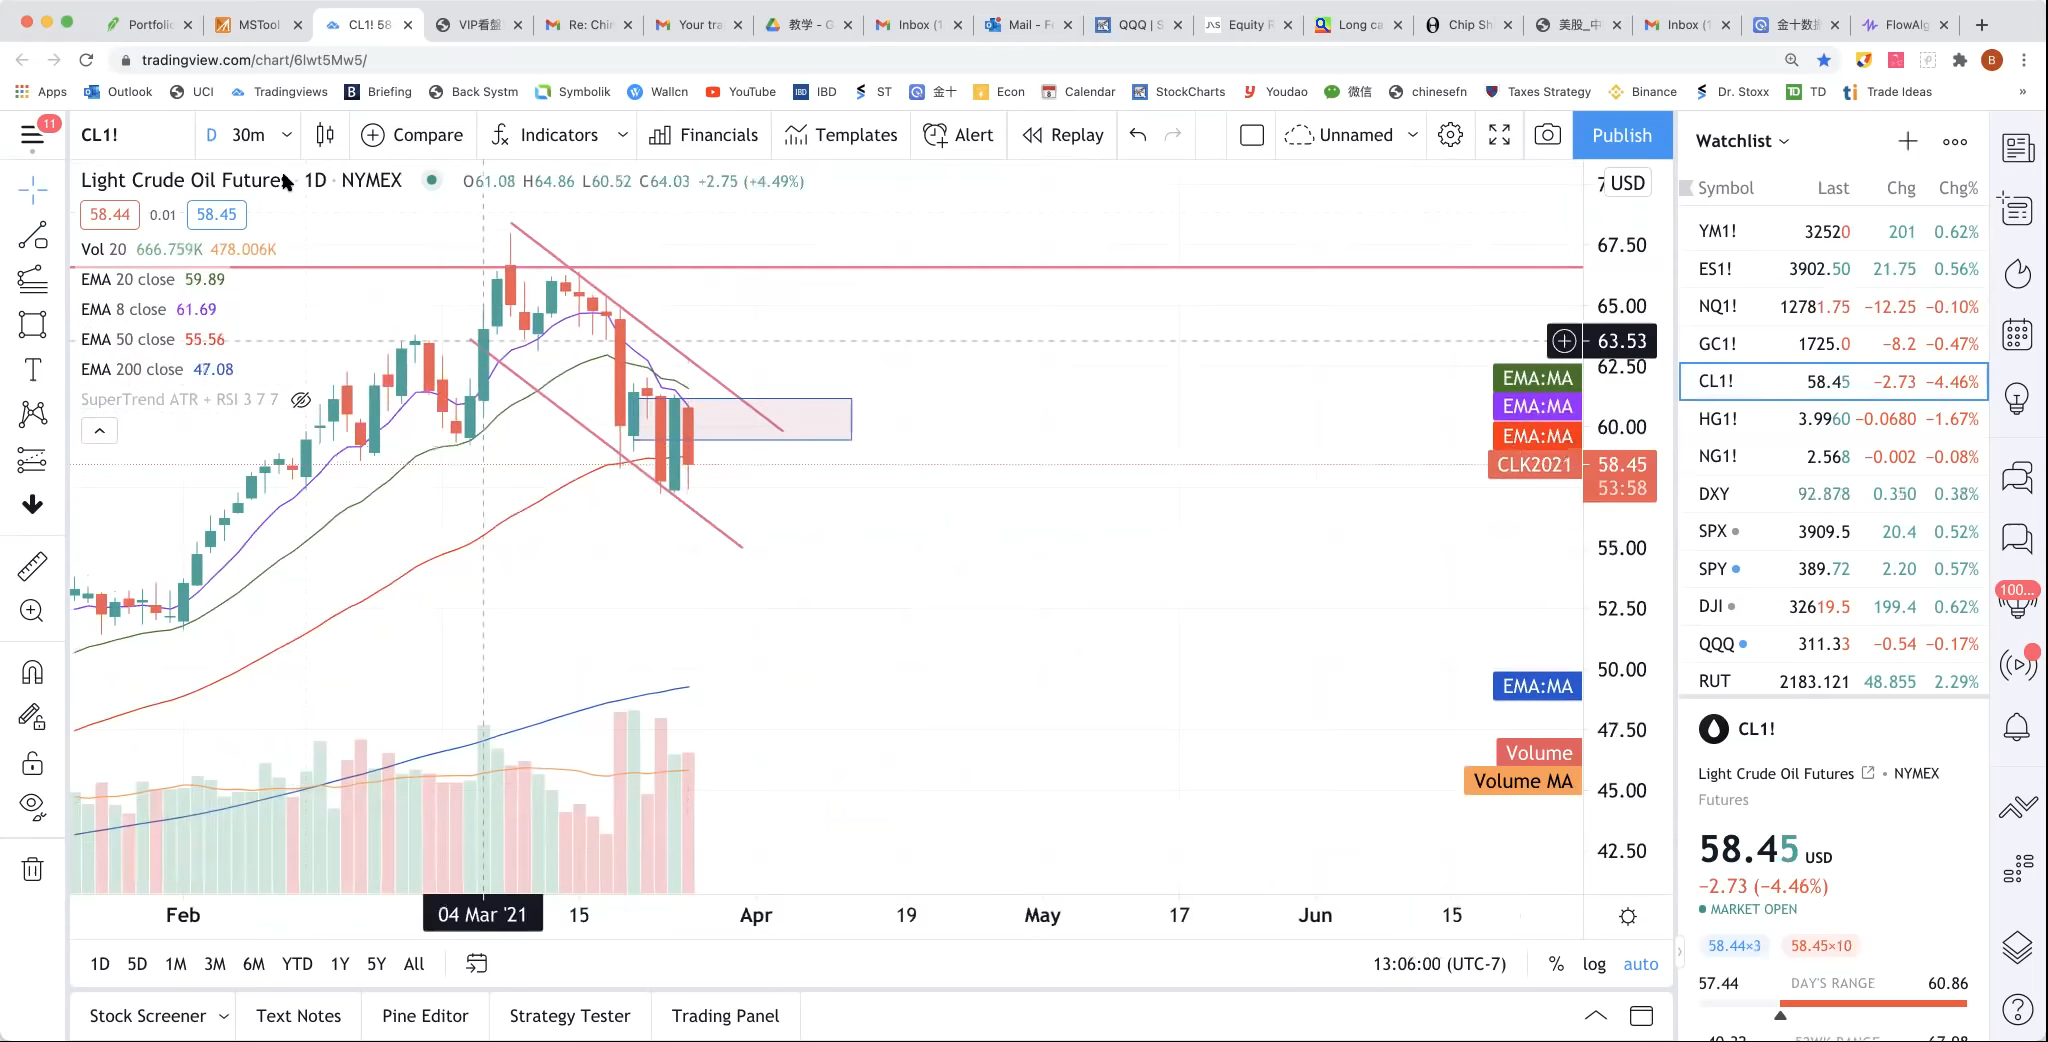 Portfolio
MSTool
CL1! 58
VIP看盤
Re: Chin
Your tra
教学 - G
Inbox (1
Mail - F
QQQ | S
Equity R
Long ca
Chip Sh
美股_中
Inbox (1
金十数据
FlowAlg
tradingview.com/chart/6lwt5Mw5/
B
Apps
Outlook
UCI
Tradingviews
Briefing
Back Systm
Symbolik
Wallcn
YouTube
IBD
ST
金十
Econ
Calendar
StockCharts
Youdao
微信
chinesefn
Taxes Strategy
Binance
Dr. Stoxx
TD
Trade Ideas
»
11
CL1!
D 30m
Compare
Indicators
Financials
Templates
Alert
Replay
Unnamed
Publish
Light Crude Oil Futures 1D · NYMEX
O61.08 H64.86 L60.52 C64.03 +2.75 (+4.49%)
58.44 0.01 58.45
Vol 20 666.759K 478.006K
EMA 20 close 59.89
EMA 8 close 61.69
EMA 50 close 55.56
EMA 200 close 47.08
SuperTrend ATR + RSI 3 7 7
USD
67.50
65.00
63.53
62.50
60.00
58.45
53:58
55.00
52.50
50.00
47.50
45.00
42.50
EMA:MA
EMA:MA
EMA:MA
CLK2021
EMA:MA
Volume
Volume MA
Feb 04 Mar '21 15 Apr 19 May 17 Jun 15
1D 5D 1M 3M 6M YTD 1Y 5Y All
13:06:00 (UTC-7) % log auto
Stock Screener Text Notes Pine Editor Strategy Tester Trading Panel
Watchlist
Symbol Last Chg Chg%
YM1! 32520 201 0.62%
ES1! 3902.50 21.75 0.56%
NQ1! 12781.75 −12.25 −0.10%
GC1! 1725.0 −8.2 −0.47%
CL1! 58.45 −2.73 −4.46%
HG1! 3.9960 −0.0680 −1.67%
NG1! 2.568 −0.002 −0.08%
DXY 92.878 0.350 0.38%
SPX 3909.5 20.4 0.52%
SPY 389.72 2.20 0.57%
DJI 32619.5 199.4 0.62%
QQQ 311.33 −0.54 −0.17%
RUT 2183.121 48.855 2.29%
CL1!
Light Crude Oil Futures • NYMEX
Futures
58.45 USD
−2.73 (−4.46%)
MARKET OPEN
58.44×3 58.45×10
57.44 DAY'S RANGE 60.86
100...